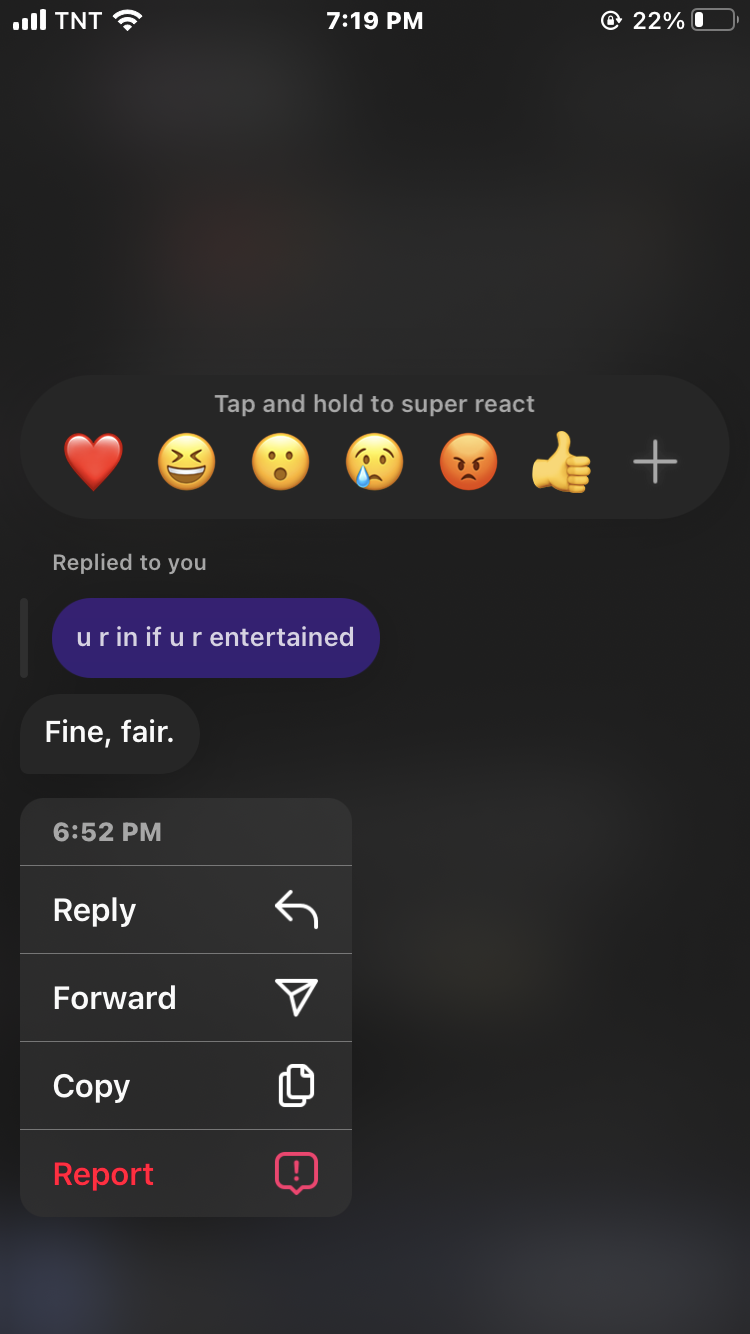 TNT 7:19 PM 22%
Tap and hold to super react
Replied to you
u r in if u r entertained
Fine, fair.
6:52 PM
Reply
Forward
Copy
Report